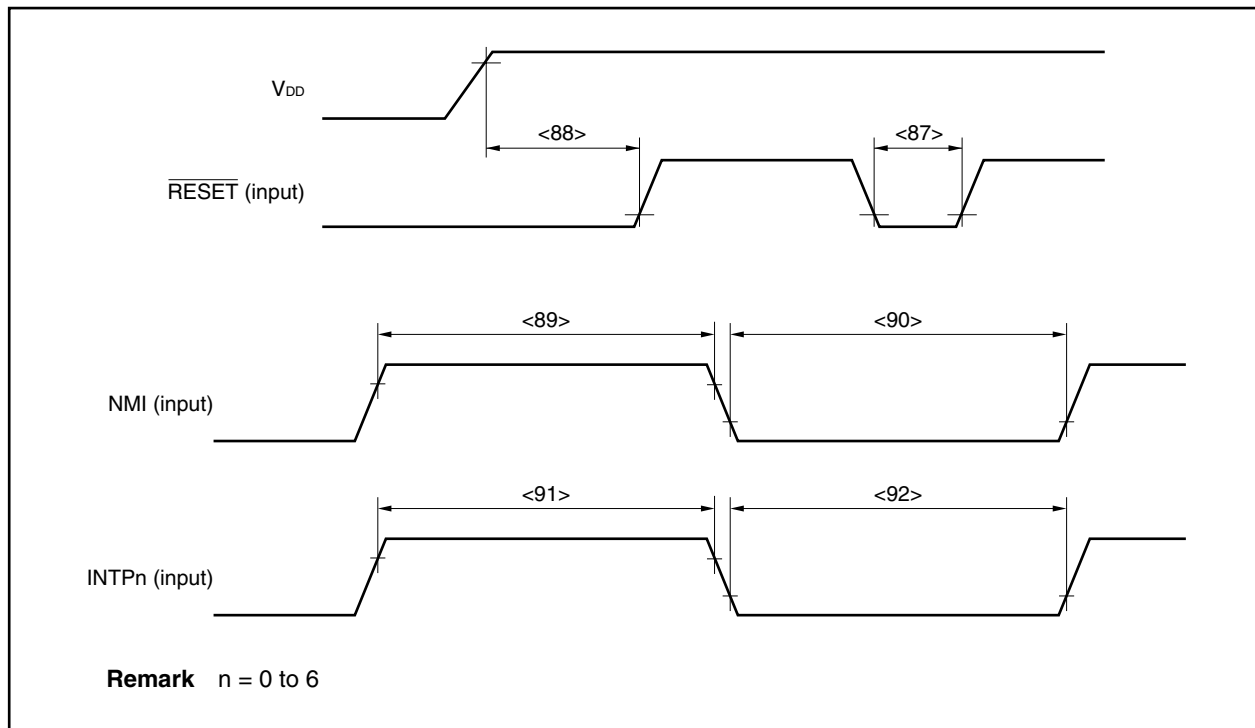 VDD
<88>
<87>
RESET (input)
<89>
<90>
NMI (input)
<91>
<92>
INTPn (input)
Remark n = 0 to 6